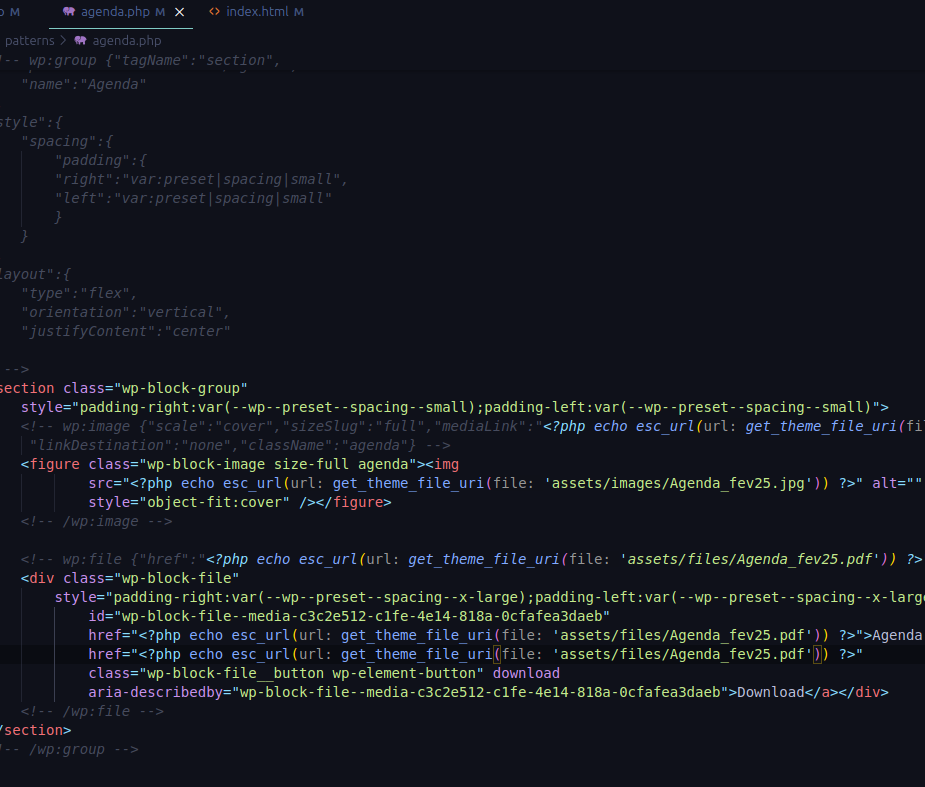 M agenda.php M × <> index.html M
patterns > agenda.php
-- wp:group {"tagName":"section",
"name":"Agenda"
style":{
"spacing":{
"padding":{
"right":"var:preset|spacing|small",
"left":"var:preset|spacing|small"
}
}
layout":{
"type":"flex",
"orientation":"vertical",
"justifyContent":"center"
-->
section class="wp-block-group"
style="padding-right:var(--wp--preset--spacing--small);padding-left:var(--wp--preset--spacing--small)">
<!-- wp:image {"scale":"cover","sizeSlug":"full","mediaLink":"<?php echo esc_url(url: get_theme_file_uri(fi
"linkDestination":"none","className":"agenda"} -->
<figure class="wp-block-image size-full agenda"><img
src="<?php echo esc_url(url: get_theme_file_uri(file: 'assets/images/Agenda_fev25.jpg')) ?>" alt=""
style="object-fit:cover" /></figure>
<!-- /wp:image -->
<!-- wp:file {"href":"<?php echo esc_url(url: get_theme_file_uri(file: 'assets/files/Agenda_fev25.pdf')) ?>
<div class="wp-block-file"
style="padding-right:var(--wp--preset--spacing--x-large);padding-left:var(--wp--preset--spacing--x-large
id="wp-block-file--media-c3c2e512-c1fe-4e14-818a-0cfafea3daeb"
href="<?php echo esc_url(url: get_theme_file_uri(file: 'assets/files/Agenda_fev25.pdf')) ?>">Agenda
href="<?php echo esc_url(url: get_theme_file_uri(file: 'assets/files/Agenda_fev25.pdf')) ?>"
class="wp-block-file__button wp-element-button" download
aria-describedby="wp-block-file--media-c3c2e512-c1fe-4e14-818a-0cfafea3daeb">Download</a></div>
<!-- /wp:file -->
/section>
-- /wp:group -->